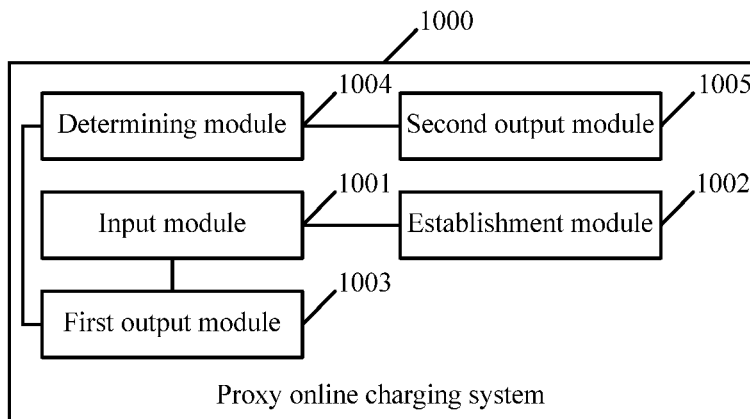 1000
1004
1005
Determining module
Second output module
1001
1002
Input module
Establishment module
1003
First output module
Proxy online charging system